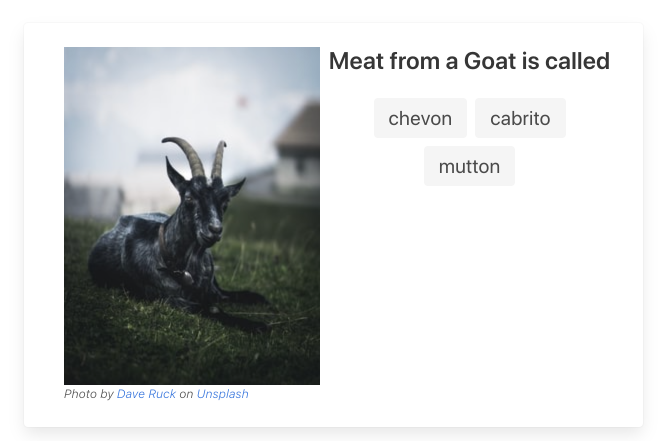 Meat from a Goat is called
chevon cabrito
mutton
Photo by Dave Ruck on Unsplash